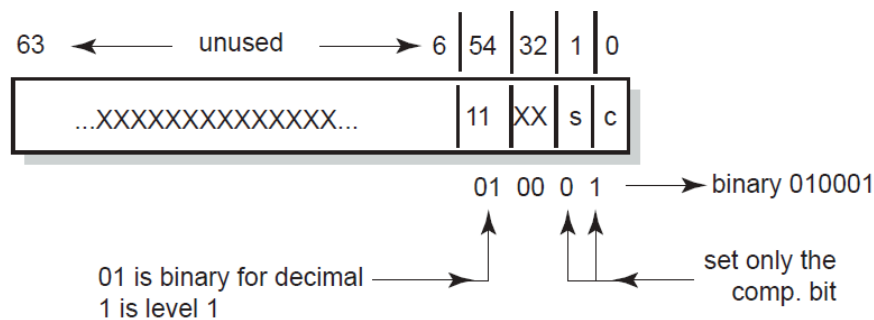 63 unused 6 54 32 1 0
...XXXXXXXXXXXXXX... 11 XX s c
01 00 0 1 binary 010001
01 is binary for decimal
1 is level 1
set only the
comp. bit